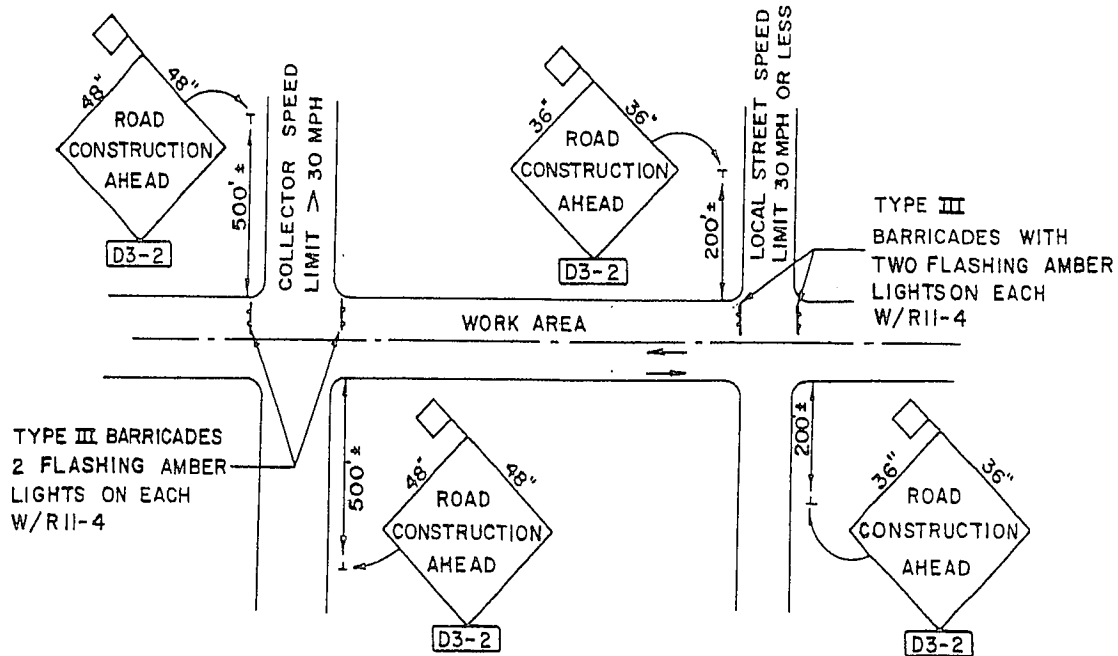 48"
48"
ROAD
CONSTRUCTION
AHEAD
D3-2
500'±
COLLECTOR SPEED
LIMIT > 30 MPH
36"
36"
ROAD
CONSTRUCTION
AHEAD
D3-2
200'±
LOCAL STREET SPEED
LIMIT 30 MPH OR LESS
TYPE III
BARRICADES WITH
TWO FLASHING AMBER
LIGHTS ON EACH
W/R11-4
WORK AREA
TYPE III BARRICADES
2 FLASHING AMBER
LIGHTS ON EACH
W/R11-4
500'±
48"
48"
ROAD
CONSTRUCTION
AHEAD
D3-2
200'±
36"
36"
ROAD
CONSTRUCTION
AHEAD
D3-2